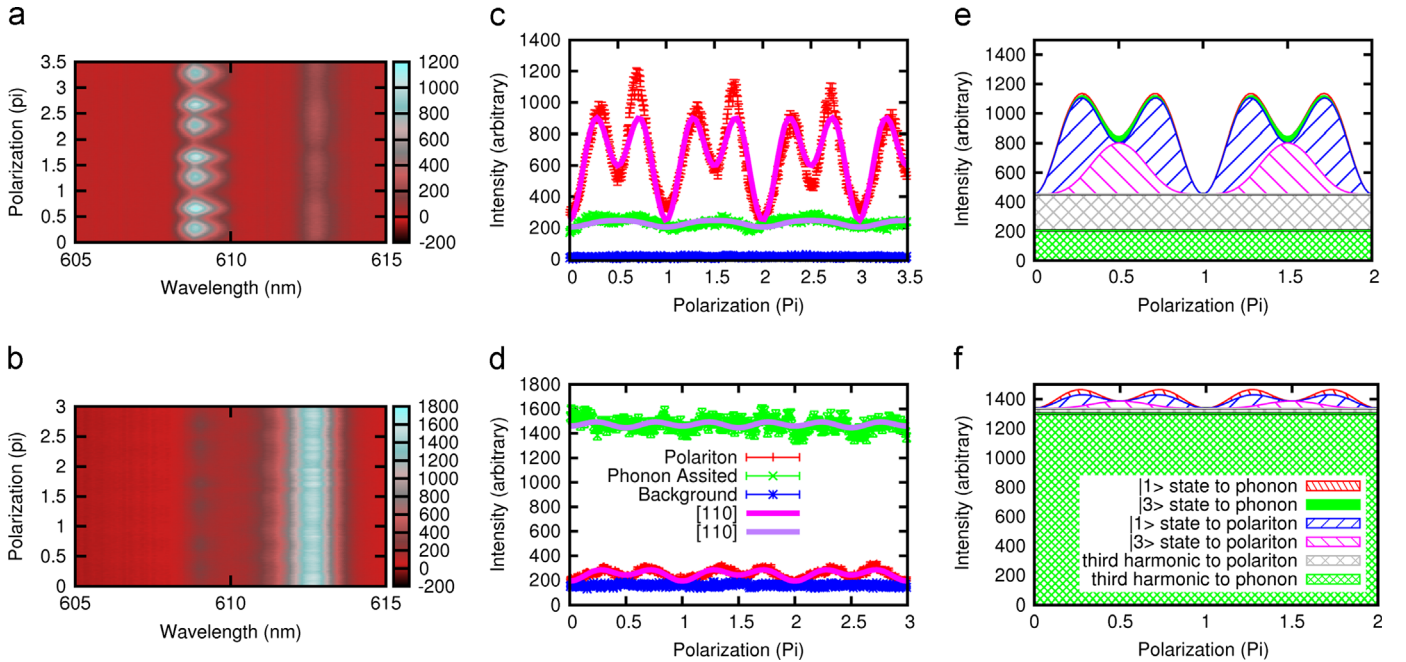 a
3.5
3
2.5
2
1.5
1
0.5
0
Polarization (pi)
605
610
615
Wavelength (nm)
1200
1000
800
600
400
200
0
-200
c
1400
1200
1000
800
600
400
200
0
Intensity (arbitrary)
0 0.5 1 1.5 2 2.5 3 3.5
Polarization (Pi)
e
1400
1200
1000
800
600
400
200
0
Intensity (arbitrary)
0 0.5 1 1.5 2
Polarization (Pi)
b
3
2.5
2
1.5
1
0.5
0
Polarization (pi)
605
610
615
Wavelength (nm)
1800
1600
1400
1200
1000
800
600
400
200
0
-200
d
1800
1600
1400
1200
1000
800
600
400
200
0
Intensity (arbitrary)
Polariton
Phonon Assited
Background
[110]
[110]
0 0.5 1 1.5 2 2.5 3
Polarization (Pi)
f
1400
1200
1000
800
600
400
200
0
Intensity (arbitrary)
|1> state to phonon
|3> state to phonon
|1> state to polariton
|3> state to polariton
third harmonic to polariton
third harmonic to phonon
0 0.5 1 1.5 2
Polarization (Pi)